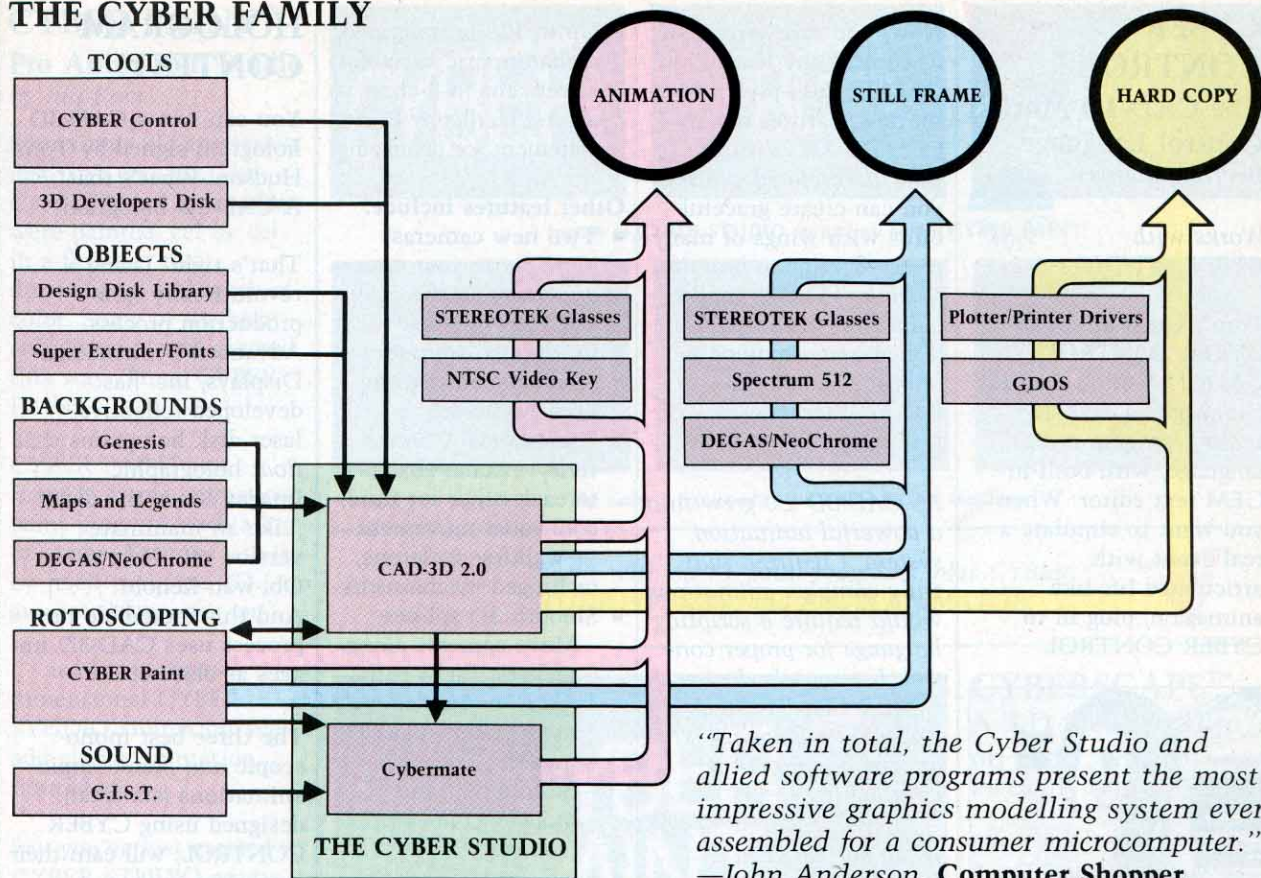 THE CYBER FAMILY
TOOLS
CYBER Control
3D Developers Disk
OBJECTS
Design Disk Library
Super Extruder/Fonts
BACKGROUNDS
Genesis
Maps and Legends
DEGAS/NeoChrome
ROTOSCOPING
CYBER Paint
SOUND
G.I.S.T.
CAD-3D 2.0
Cybermate
THE CYBER STUDIO
ANIMATION
STEREOTEK Glasses
NTSC Video Key
STILL FRAME
STEREOTEK Glasses
Spectrum 512
DEGAS/NeoChrome
HARD COPY
Plotter/Printer Drivers
GDOS
“Taken in total, the Cyber Studio and
allied software programs present the most
impressive graphics modelling system ever
assembled for a consumer microcomputer.”
—John Anderson, Computer Shopper